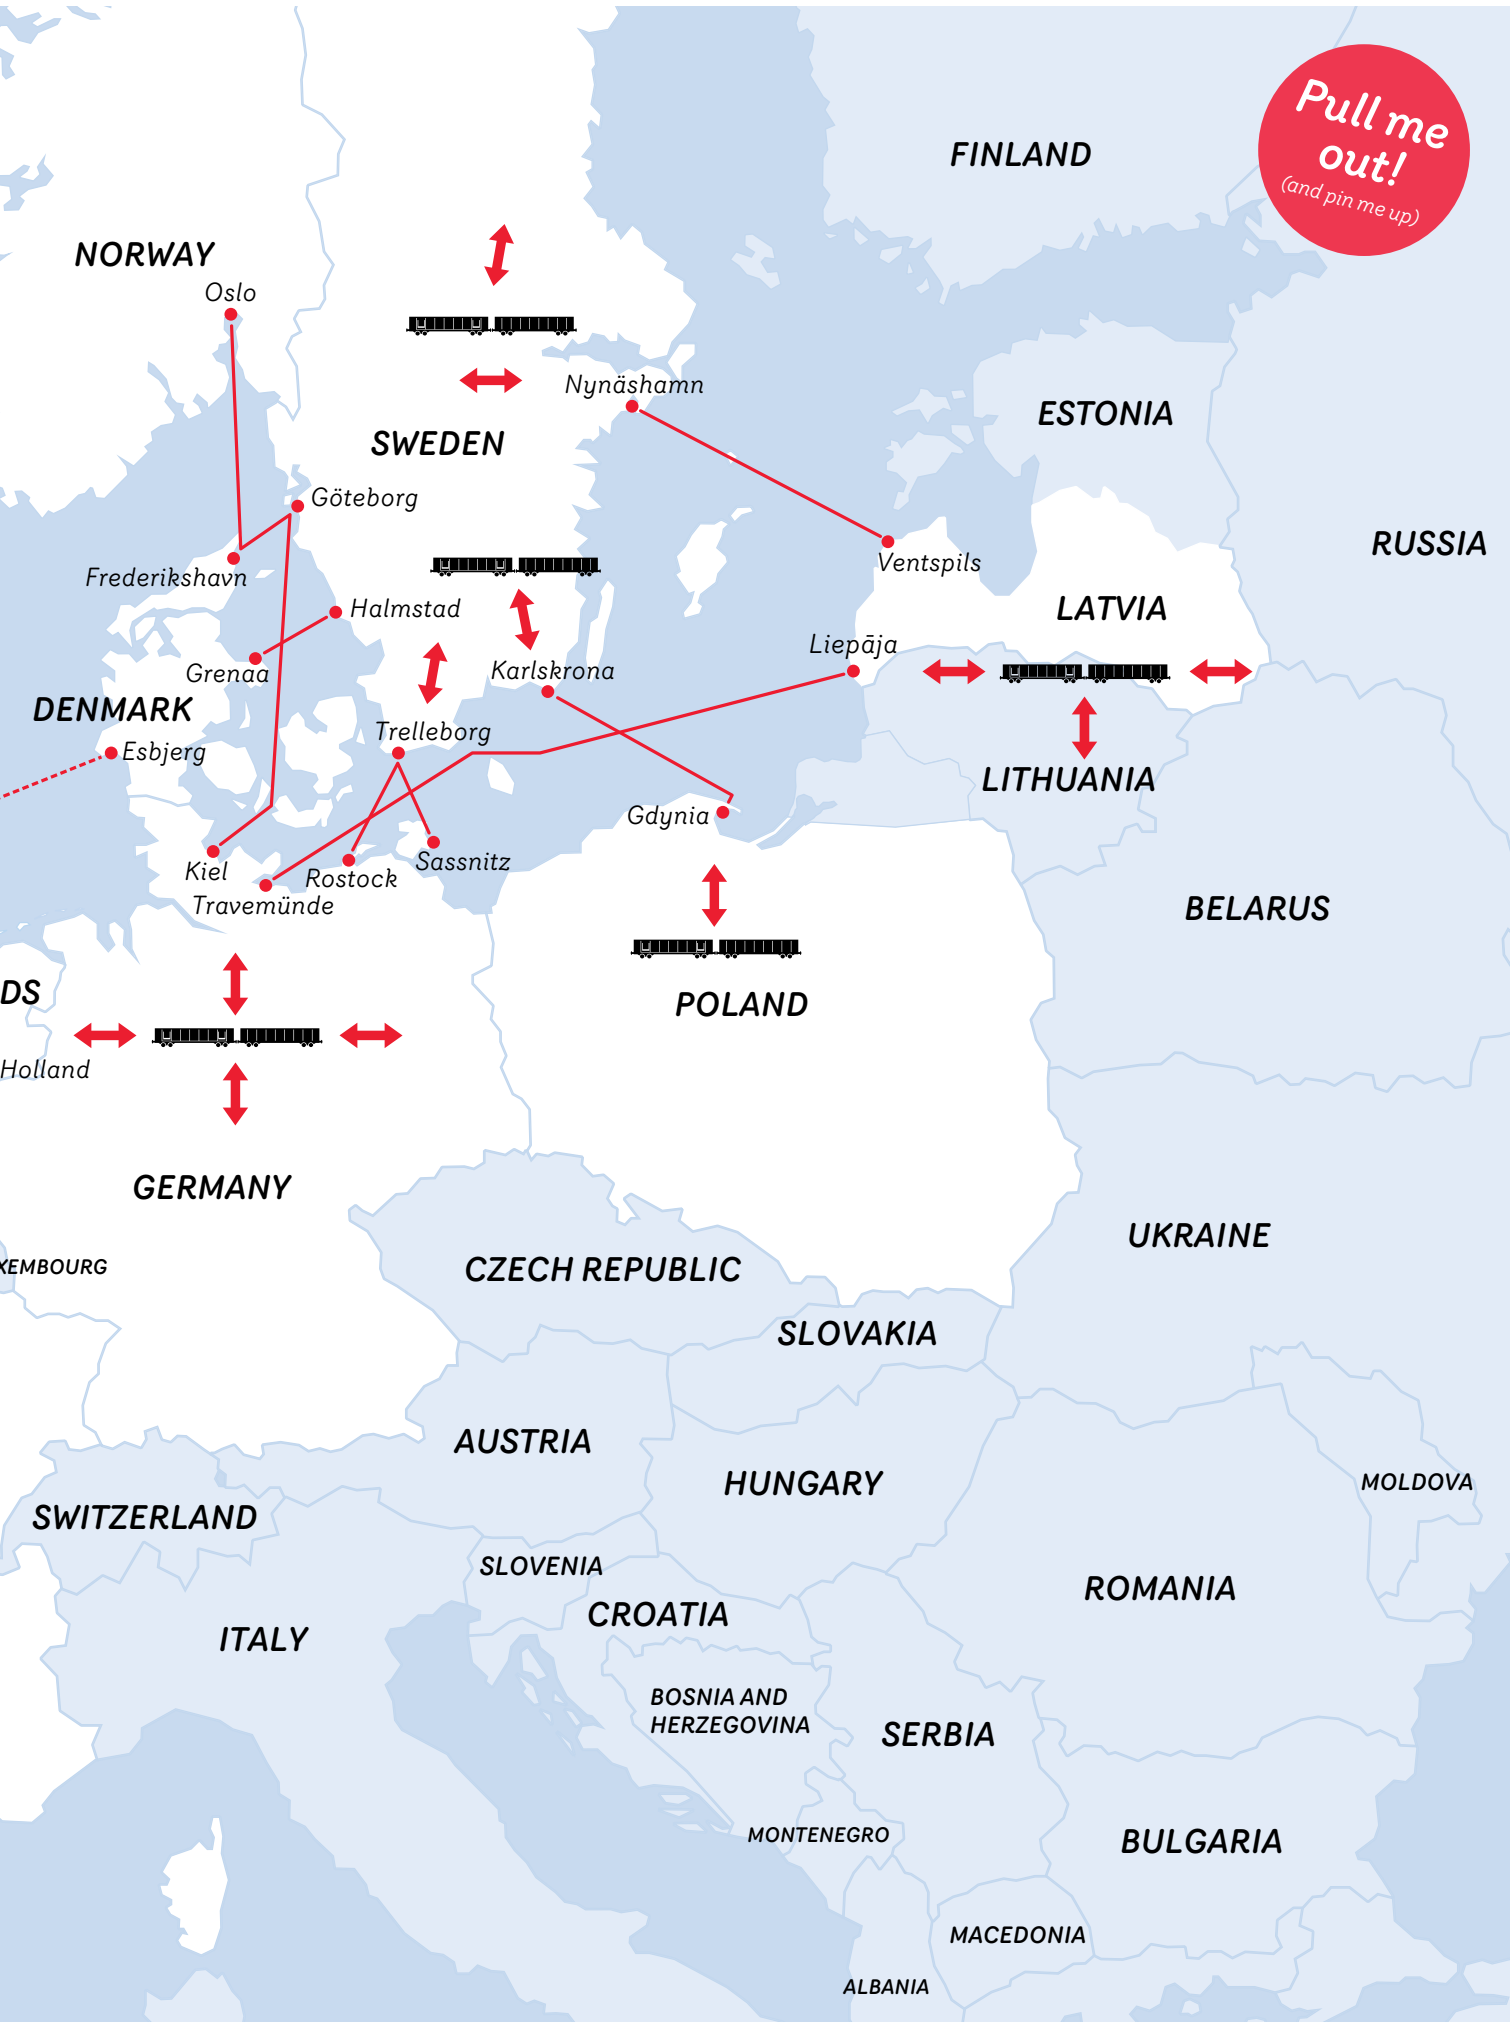 Pull me
out!
(and pin me up)
FINLAND
NORWAY
Oslo
Nynäshamn
ESTONIA
SWEDEN
Göteborg
RUSSIA
Ventspils
Frederikshavn
Halmstad
LATVIA
Liepāja
Grenaa
Karlskrona
DENMARK
Trelleborg
Esbjerg
LITHUANIA
Gdynia
Sassnitz
Kiel
Rostock
Travemünde
BELARUS
DS
POLAND
Holland
GERMANY
UKRAINE
XEMBOURG
CZECH REPUBLIC
SLOVAKIA
AUSTRIA
HUNGARY
MOLDOVA
SWITZERLAND
SLOVENIA
ROMANIA
CROATIA
ITALY
BOSNIA AND
HERZEGOVINA
SERBIA
MONTENEGRO
BULGARIA
MACEDONIA
ALBANIA